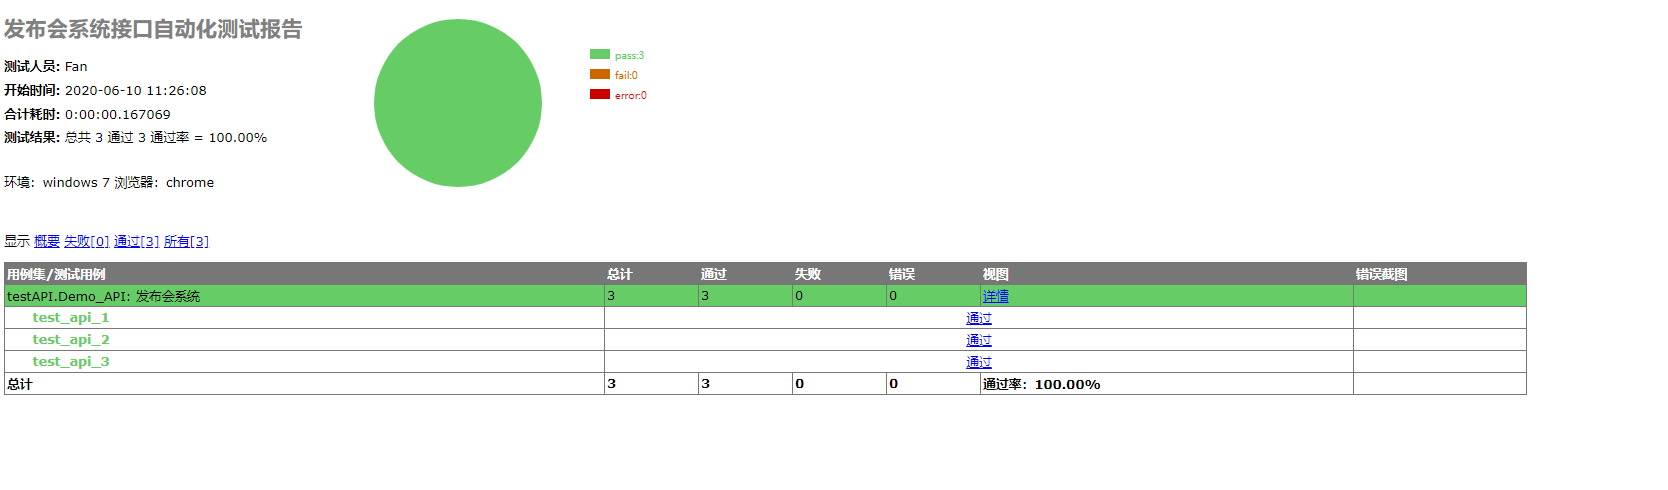 发布会系统接口自动化测试报告
测试人员: Fan
开始时间: 2020-06-10 11:26:08
合计耗时: 0:00:00.167069
测试结果: 总共 3 通过 3 通过率 = 100.00%
环境：windows 7 浏览器：chrome
pass:3
fail:0
error:0
显示 概要 失败[0] 通过[3] 所有[3]
用例集/测试用例 总计 通过 失败 错误 视图 错误截图
testAPI.Demo_API: 发布会系统 3 3 0 0 详情
test_api_1 通过
test_api_2 通过
test_api_3 通过
总计 3 3 0 0 通过率：100.00%